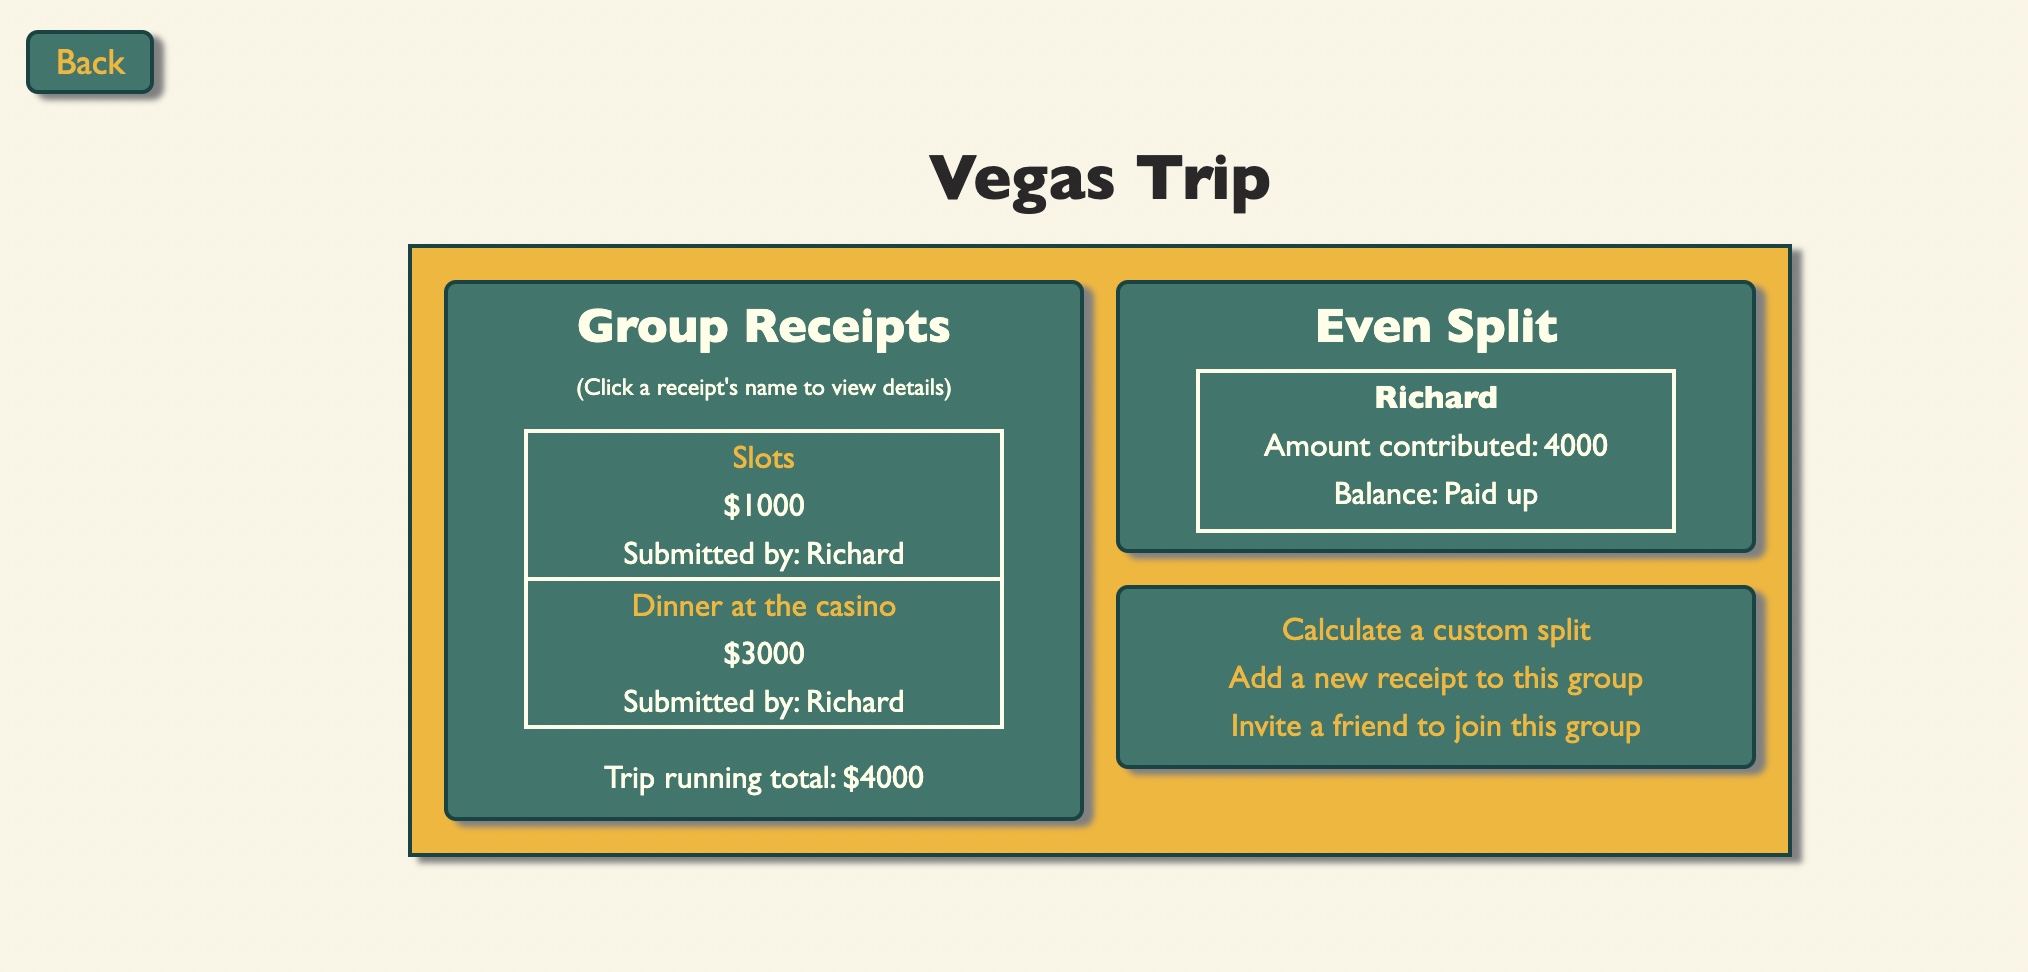 Back
Vegas Trip
Group Receipts
(Click a receipt's name to view details)
Slots
$1000
Submitted by: Richard
Dinner at the casino
$3000
Submitted by: Richard
Trip running total: $4000
Even Split
Richard
Amount contributed: 4000
Balance: Paid up
Calculate a custom split
Add a new receipt to this group
Invite a friend to join this group